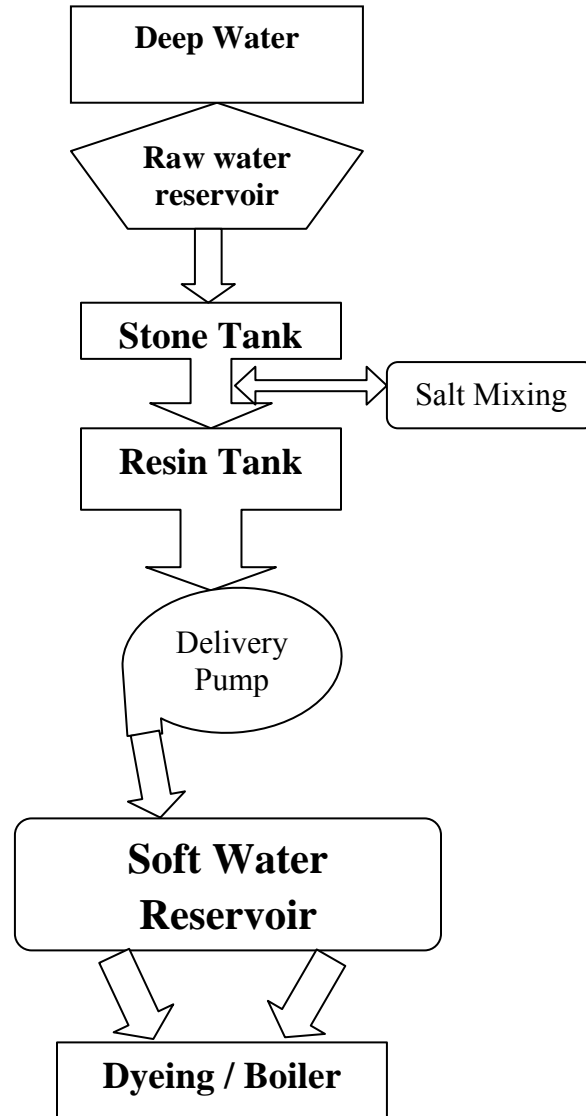 Deep Water
Raw water
reservoir
Stone Tank
Salt Mixing
Resin Tank
Delivery
Pump
Soft Water
Reservoir
Dyeing / Boiler